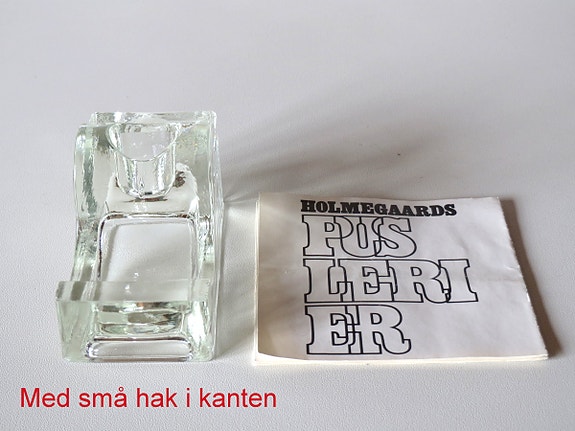 HOLMEGAARDS
PUS
LERI
ER
Med små hak i kanten